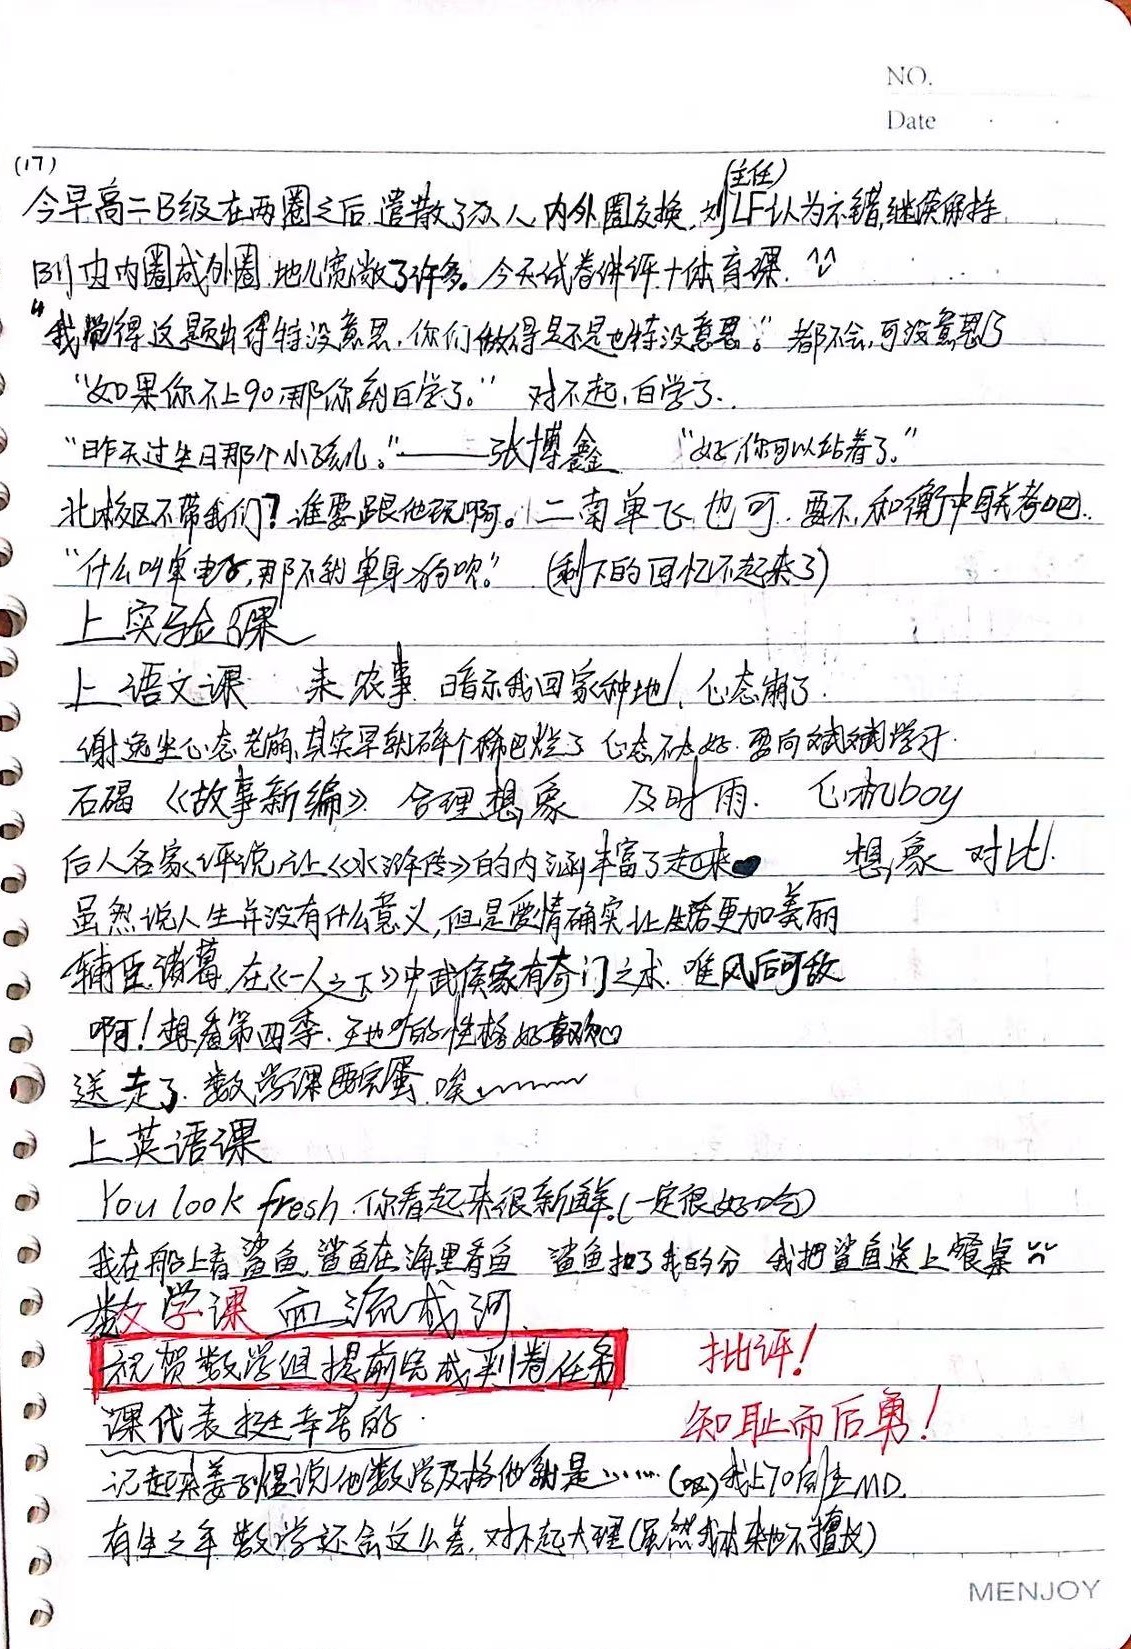 NO.
Date
(17)
(主任)
今早高二B级在两圈之后遣散了众人内外圈交换,刘LF认为不错,继续保持
B1由内圈成外圈,地儿宽敞了许多。今天试卷讲评+体育课.
“我觉得这题出得特没意思,你们做得是不是也特没意思。”都不会,可没意思了
“如果你不上90,那你就白学了。” 对不起,白学了.
“昨天过生日那个小孩儿。”——张博鑫 “好你可以站着了。”
北校区不带我们?谁要跟他玩啊。二南单飞也可.要不,和衡中联考吧.
“什么叫单电子,那不就单身狗吹。” (剩下的回忆不起来了)
上实验课
上语文课 来农事 暗示我回家种地!心态崩了.
谢逸坐心态老崩,其实早就碎个稀巴烂了 心态不太好.要向斌斌学习.
石碣《故事新编》 合理想象 及时雨. 心机boy
后人名家评说让《水浒传》的内涵丰富了起来 想象 对比!
虽然说人生并没有什么意义,但是爱情确实让生活更加美丽
辅臣.诸葛.在《一人之下》中武侯家有奇门之术.唯风后可敌
啊!想看第四季.王也的性格好喜欢
送走了.数学课要完蛋.唉
上英语课
You look fresh.你看起来很新鲜。(一定很好吃)
我在船上看鲨鱼,鲨鱼在海里看鱼 鲨鱼扣了我的分 我把鲨鱼送上餐桌
数学课 血流成河.
祝贺数学组提前完成判卷任务 批评!
课代表挺辛苦的. 知耻而后勇!
记起来姜说他数学及格他就是……我上70MD.
有生之年数学还会这么差.对不起大理(虽然我本来也不擅长)
MENJOY